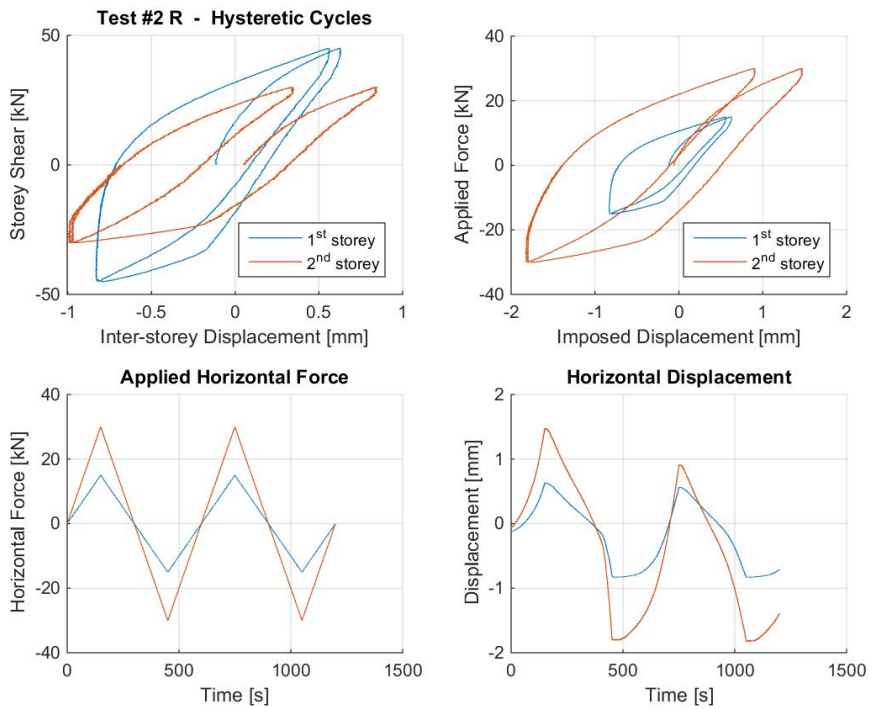 Test #2 R - Hysteretic Cycles
Storey Shear [kN]
50
0
-50
-1
-0.5
0
0.5
1
Inter-storey Displacement [mm]
1st storey
2nd storey
Applied Force [kN]
40
20
0
-20
-40
-2
-1
0
1
2
Imposed Displacement [mm]
1st storey
2nd storey
Applied Horizontal Force
Horizontal Force [kN]
40
20
0
-20
-40
0
500
1000
1500
Time [s]
Horizontal Displacement
Displacement [mm]
2
1
0
-1
-2
0
500
1000
1500
Time [s]